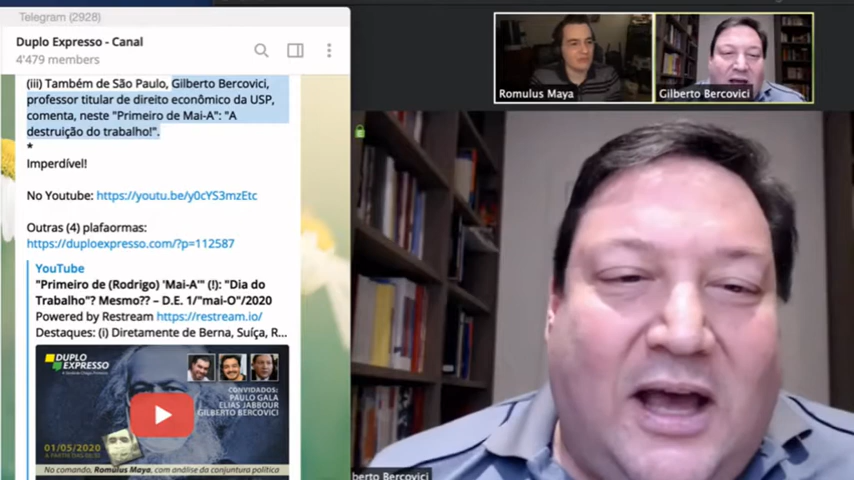 Telegram (2928)
Duplo Expresso - Canal
4'479 members
(iii) Também de São Paulo, Gilberto Bercovici,
professor titular de direito econômico da USP,
comenta, neste "Primeiro de Mai-A": "A
destruição do trabalho!".
*
Imperdível!
No Youtube: https://youtu.be/y0cYS3mzEtc
Outras (4) plafaormas:
https://duploexpresso.com/?p=112587
YouTube
"Primeiro de (Rodrigo) 'Mai-A'" (!): "Dia do
Trabalho"? Mesmo?? – D.E. 1/"mai-O"/2020
Powered by Restream https://restream.io/
Destaques: (i) Diretamente de Berna, Suíça, R...
DUPLO
EXPRESSO
CONVIDADOS:
PAULO GALA
ELIAS JABBOUR
GILBERTO BERCOVICI
01/05/2020
No comando, Romulus Maya, com análise da conjuntura política
Romulus Maya
Gilberto Bercovici
berto Bercovici